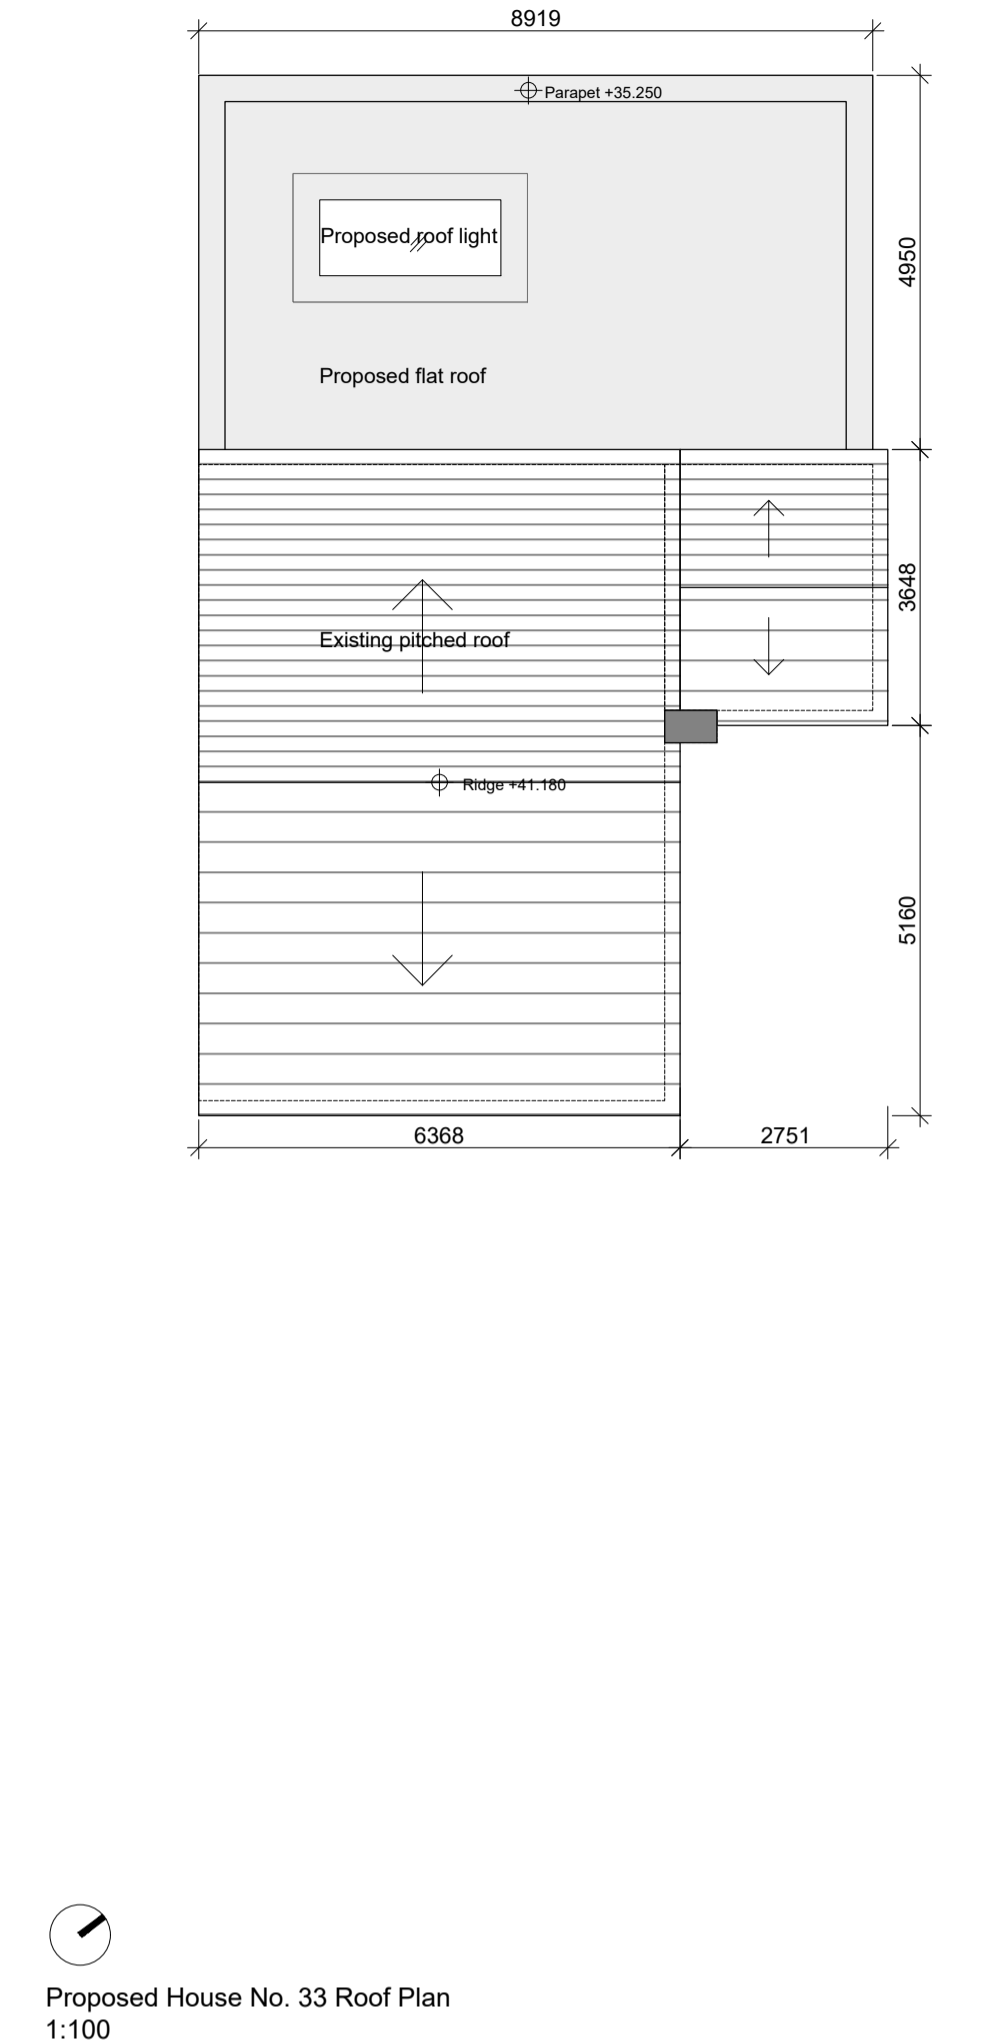 8919
Parapet +35.250
Proposed roof light
4950
Proposed flat roof
3648
Existing pitched roof
Ridge +41.180
5160
6368
2751
Proposed House No. 33 Roof Plan
1:100